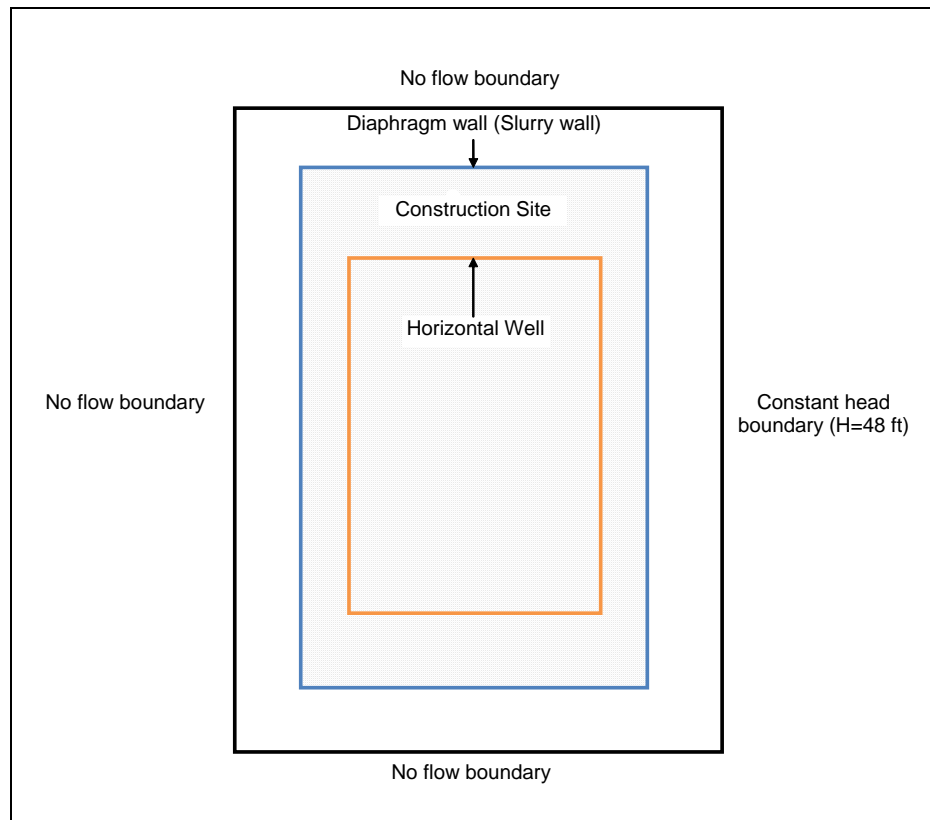 No flow boundary
Diaphragm wall (Slurry wall)
Construction Site
Horizontal Well
No flow boundary
Constant head
boundary (H=48 ft)
No flow boundary